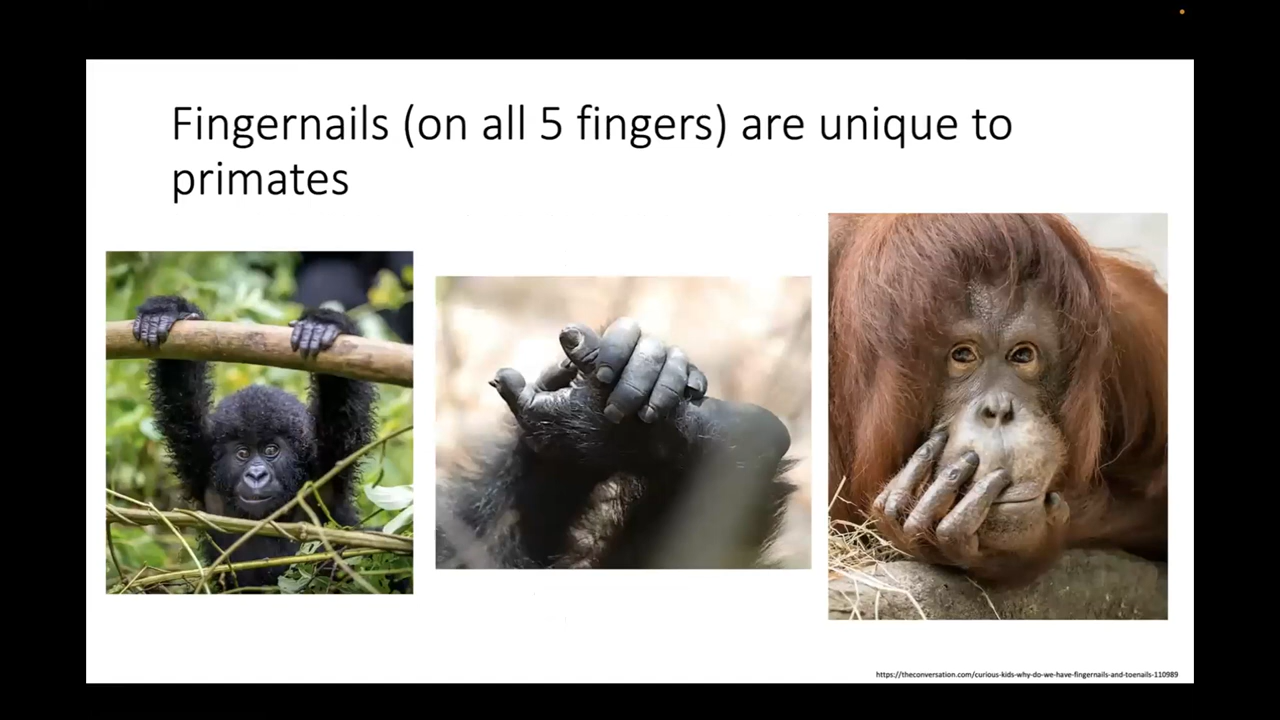 Fingernails (on all 5 fingers) are unique to
primates
https://theconversation.com/curious-kids-why-do-we-have-fingernails-and-toenails-110989